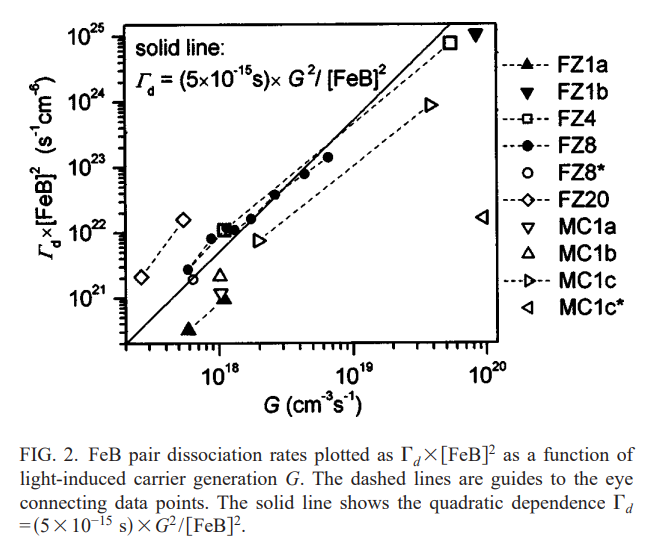 10²⁵
10²⁴
10²³
10²²
10²¹
Γd×[FeB]² (s⁻¹cm⁻⁶)
solid line:
Γd = (5×10⁻¹⁵s)× G²/ [FeB]²
10¹⁸
10¹⁹
10²⁰
G (cm⁻³s⁻¹)
FZ1a
FZ1b
FZ4
FZ8
FZ8*
FZ20
MC1a
MC1b
MC1c
MC1c*
FIG. 2. FeB pair dissociation rates plotted as Γd×[FeB]² as a function of
light-induced carrier generation G. The dashed lines are guides to the eye
connecting data points. The solid line shows the quadratic dependence Γd
=(5×10⁻¹⁵ s)×G²/[FeB]².